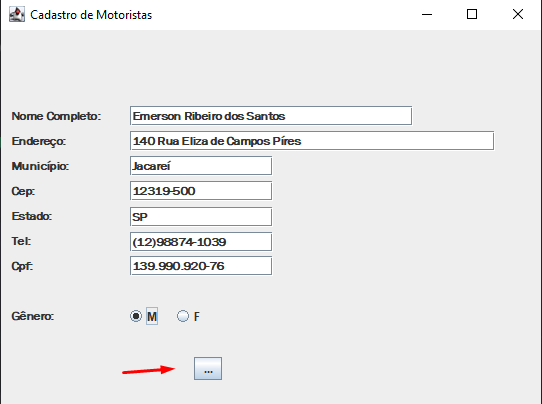 Cadastro de Motoristas
Nome Completo: Emerson Ribeiro dos Santos
Endereço: 140 Rua Eliza de Campos Píres
Município: Jacareí
Cep: 12319-500
Estado: SP
Tel: (12)98874-1039
Cpf: 139.990.920-76
Gênero: M F
...